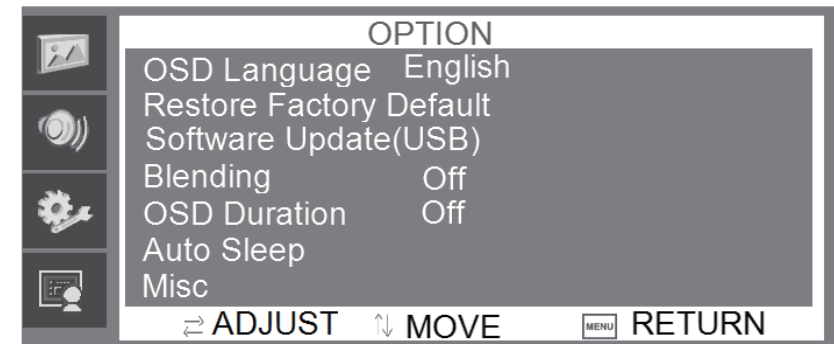 OPTION
OSD Language English
Restore Factory Default
Software Update(USB)
Blending Off
OSD Duration Off
Auto Sleep
Misc
ADJUST MOVE MENU RETURN